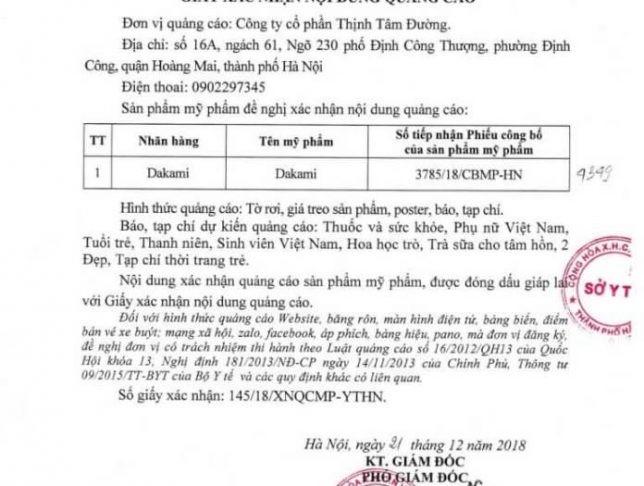 GIẤY XÁC NHẬN NỘI DUNG QUẢNG CÁO
Đơn vị quảng cáo: Công ty cổ phần Thịnh Tâm Đường.
Địa chỉ: số 16A, ngách 61, Ngõ 230 phố Định Công Thượng, phường Định
Công, quận Hoàng Mai, thành phố Hà Nội
Điện thoai: 0902297345
Sản phẩm mỹ phẩm đề nghị xác nhận nội dung quảng cáo:
TT Nhãn hàng Tên mỹ phẩm Số tiếp nhận Phiếu công bố
của sản phẩm mỹ phẩm
1 Dakami Dakami 3785/18/CBMP-HN 4349
Hình thức quảng cáo: Tờ rơi, giá treo sản phẩm, poster, báo, tạp chí.
Báo, tạp chí dự kiến quảng cáo: Thuốc và sức khỏe, Phụ nữ Việt Nam,
Tuổi trẻ, Thanh niên, Sinh viên Việt Nam, Hoa học trò, Trà sữa cho tâm hồn, 2
Đẹp, Tạp chí thời trang trẻ.
Nội dung xác nhận quảng cáo sản phẩm mỹ phẩm, được đóng dấu giáp lai
với Giấy xác nhận nội dung quảng cáo.
Đối với hình thức quảng cáo Website, băng rôn, màn hình điện tử, bảng biển, điểm
bán vé xe buýt; mạng xã hội, zalo, facebook, áp phích, bảng hiệu, pano, mà đơn vị đăng ký,
đề nghị đơn vị có trách nhiệm thi hành theo Luật quảng cáo số 16/2012/QH13 của Quốc
Hội khóa 13, Nghị định 181/2013/NĐ-CP ngày 14/11/2013 của Chính Phủ, Thông tư
09/2015/TT-BYT của Bộ Y tế và các quy định khác có liên quan.
Số giấy xác nhận: 145/18/XNQCMP-YTHN.
CỘNG HÒA X.H.C.
SỞ Y T
THÀNH PHỐ H
Hà Nội, ngày 21 tháng 12 năm 2018
KT. GIÁM ĐỐC
PHÓ GIÁM ĐỐC